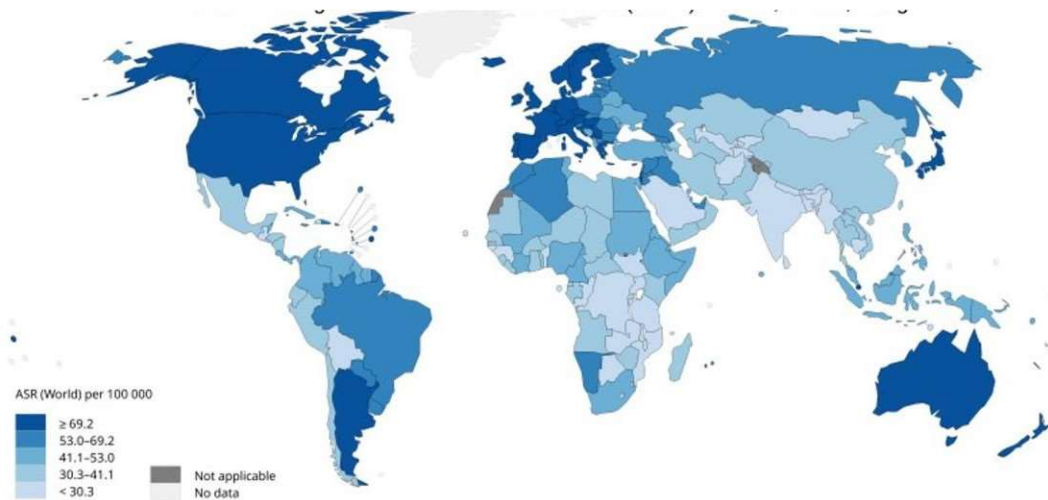 ASR (World) per 100 000
≥ 69.2
53.0–69.2
41.1–53.0
30.3–41.1
< 30.3
Not applicable
No data